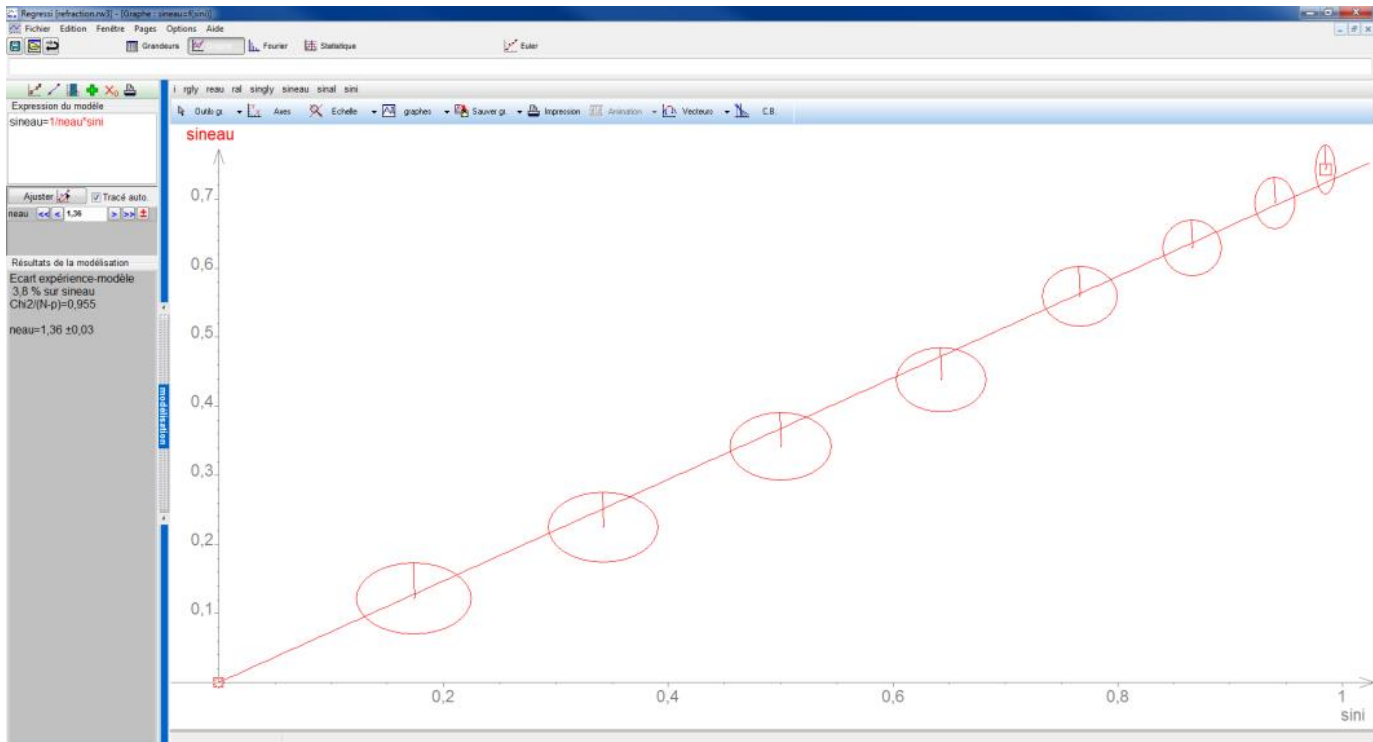 Regressi [refraction.rw3] - [Graphe : sineau=f(sini)]
Fichier Edition Fenêtre Pages Options Aide
Grandeurs Fourier Statistique Euler
i rgly reau ral singly sineau sinal sini
Expression du modèle
Outils gr. Axes Echelle graphes Sauver gr. Impression Animation Vecteurs C.B.
sineau=1/neau*sini
Ajuster Tracé auto.
neau << < 1,36 > >> ±
Résultats de la modélisation
Ecart expérience-modèle
3,8 % sur sineau
Chi2/(N-p)=0,955
neau=1,36 ±0,03
modélisation
sineau
0,7
0,6
0,5
0,4
0,3
0,2
0,1
0,2 0,4 0,6 0,8 1
sini